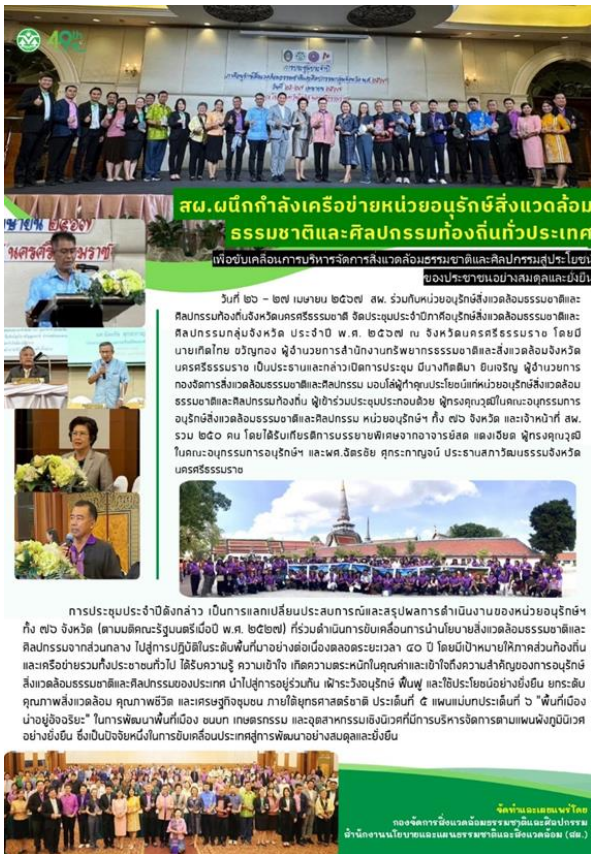 40th
การประชุมประจำปี
สผ.ผนึกกำลังเครือข่ายหน่วยอนุรักษ์สิ่งแวดล้อม
ธรรมชาติและศิลปกรรมท้องถิ่นทั่วประเทศ
เพื่อขับเคลื่อนการบริหารจัดการสิ่งแวดล้อมธรรมชาติและศิลปกรรมสู่ประโยชน์
ของประชาชนอย่างสมดุลและยั่งยืน
วันที่ ๒๖ – ๒๗ เมษายน ๒๕๖๗ สผ. ร่วมกับหน่วยอนุรักษ์สิ่งแวดล้อมธรรมชาติและ
ศิลปกรรมท้องถิ่นจังหวัดนครศรีธรรมราช จัดประชุมประจำปีภาคีอนุรักษ์สิ่งแวดล้อมธรรมชาติและ
ศิลปกรรมกลุ่มจังหวัด ประจำปี พ.ศ. ๒๕๖๗ ณ จังหวัดนครศรีธรรมราช โดยมี
นายเถิดไทย ขวัญทอง ผู้อำนวยการสำนักงานทรัพยากรธรรมชาติและสิ่งแวดล้อมจังหวัด
นครศรีธรรมราช เป็นประธานและกล่าวเปิดการประชุม มีนางกิตติมา ยินเจริญ ผู้อำนวยการ
กองจัดการสิ่งแวดล้อมธรรมชาติและศิลปกรรม มอบโล่ผู้ทำคุณประโยชน์แก่หน่วยอนุรักษ์สิ่งแวดล้อม
ธรรมชาติและศิลปกรรมท้องถิ่น ผู้เข้าร่วมประชุมประกอบด้วย ผู้ทรงคุณวุฒิในคณะอนุกรรมการ
อนุรักษ์สิ่งแวดล้อมธรรมชาติและศิลปกรรม หน่วยอนุรักษ์ฯ ทั้ง ๗๖ จังหวัด และเจ้าหน้าที่ สผ.
รวม ๒๕๐ คน โดยได้รับเกียรติการบรรยายพิเศษจากอาจารย์สด แดงเอียด ผู้ทรงคุณวุฒิ
ในคณะอนุกรรมการอนุรักษ์ฯ และผศ.ฉัตรชัย ศุกระกาญจน์ ประธานสภาวัฒนธรรมจังหวัด
นครศรีธรรมราช
การประชุมประจำปีดังกล่าว เป็นการแลกเปลี่ยนประสบการณ์และสรุปผลการดำเนินงานของหน่วยอนุรักษ์ฯ
ทั้ง ๗๖ จังหวัด (ตามมติคณะรัฐมนตรีเมื่อปี พ.ศ. ๒๕๒๗) ที่ร่วมดำเนินการขับเคลื่อนการนำนโยบายสิ่งแวดล้อมธรรมชาติและ
ศิลปกรรมจากส่วนกลาง ไปสู่การปฏิบัติในระดับพื้นที่มาอย่างต่อเนื่องตลอดระยะเวลา ๔๐ ปี โดยมีเป้าหมายให้ภาคส่วนท้องถิ่น
และเครือข่ายรวมทั้งประชาชนทั่วไป ได้รับความรู้ ความเข้าใจ เกิดความตระหนักในคุณค่าและเข้าใจถึงความสำคัญของการอนุรักษ์
สิ่งแวดล้อมธรรมชาติและศิลปกรรมของประเทศ นำไปสู่การอยู่ร่วมกัน เฝ้าระวังอนุรักษ์ ฟื้นฟู และใช้ประโยชน์อย่างยั่งยืน ยกระดับ
คุณภาพสิ่งแวดล้อม คุณภาพชีวิต และเศรษฐกิจชุมชน ภายใต้ยุทธศาสตร์ชาติ ประเด็นที่ ๕ แผนแม่บทประเด็นที่ ๖ "พื้นที่เมือง
น่าอยู่อัจฉริยะ" ในการพัฒนาพื้นที่เมือง ชนบท เกษตรกรรม และอุตสาหกรรมเชิงนิเวศที่มีการบริหารจัดการตามแผนผังภูมินิเวศ
อย่างยั่งยืน ซึ่งเป็นปัจจัยหนึ่งในการขับเคลื่อนประเทศสู่การพัฒนาอย่างสมดุลและยั่งยืน
จัดทำและเผยแพร่โดย
กองจัดการสิ่งแวดล้อมธรรมชาติและศิลปกรรม
สำนักงานนโยบายและแผนธรรมชาติและสิ่งแวดล้อม (สผ.)